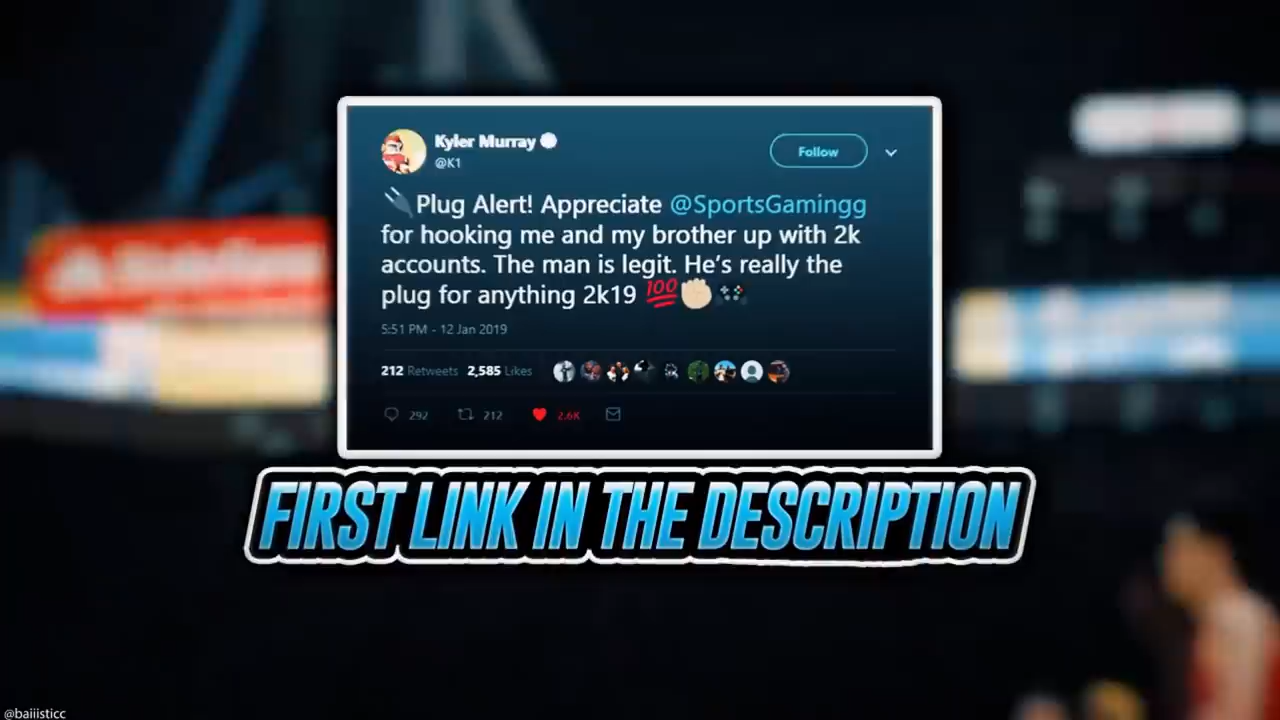 Kyler Murray
@K1
Follow
Plug Alert! Appreciate @SportsGamingg
for hooking me and my brother up with 2k
accounts. The man is legit. He's really the
plug for anything 2k19 💯✊🏼🎮
5:51 PM - 12 Jan 2019
212 Retweets 2,585 Likes
292 212 2.6K
FIRST LINK IN THE DESCRIPTION
@baiiisticc